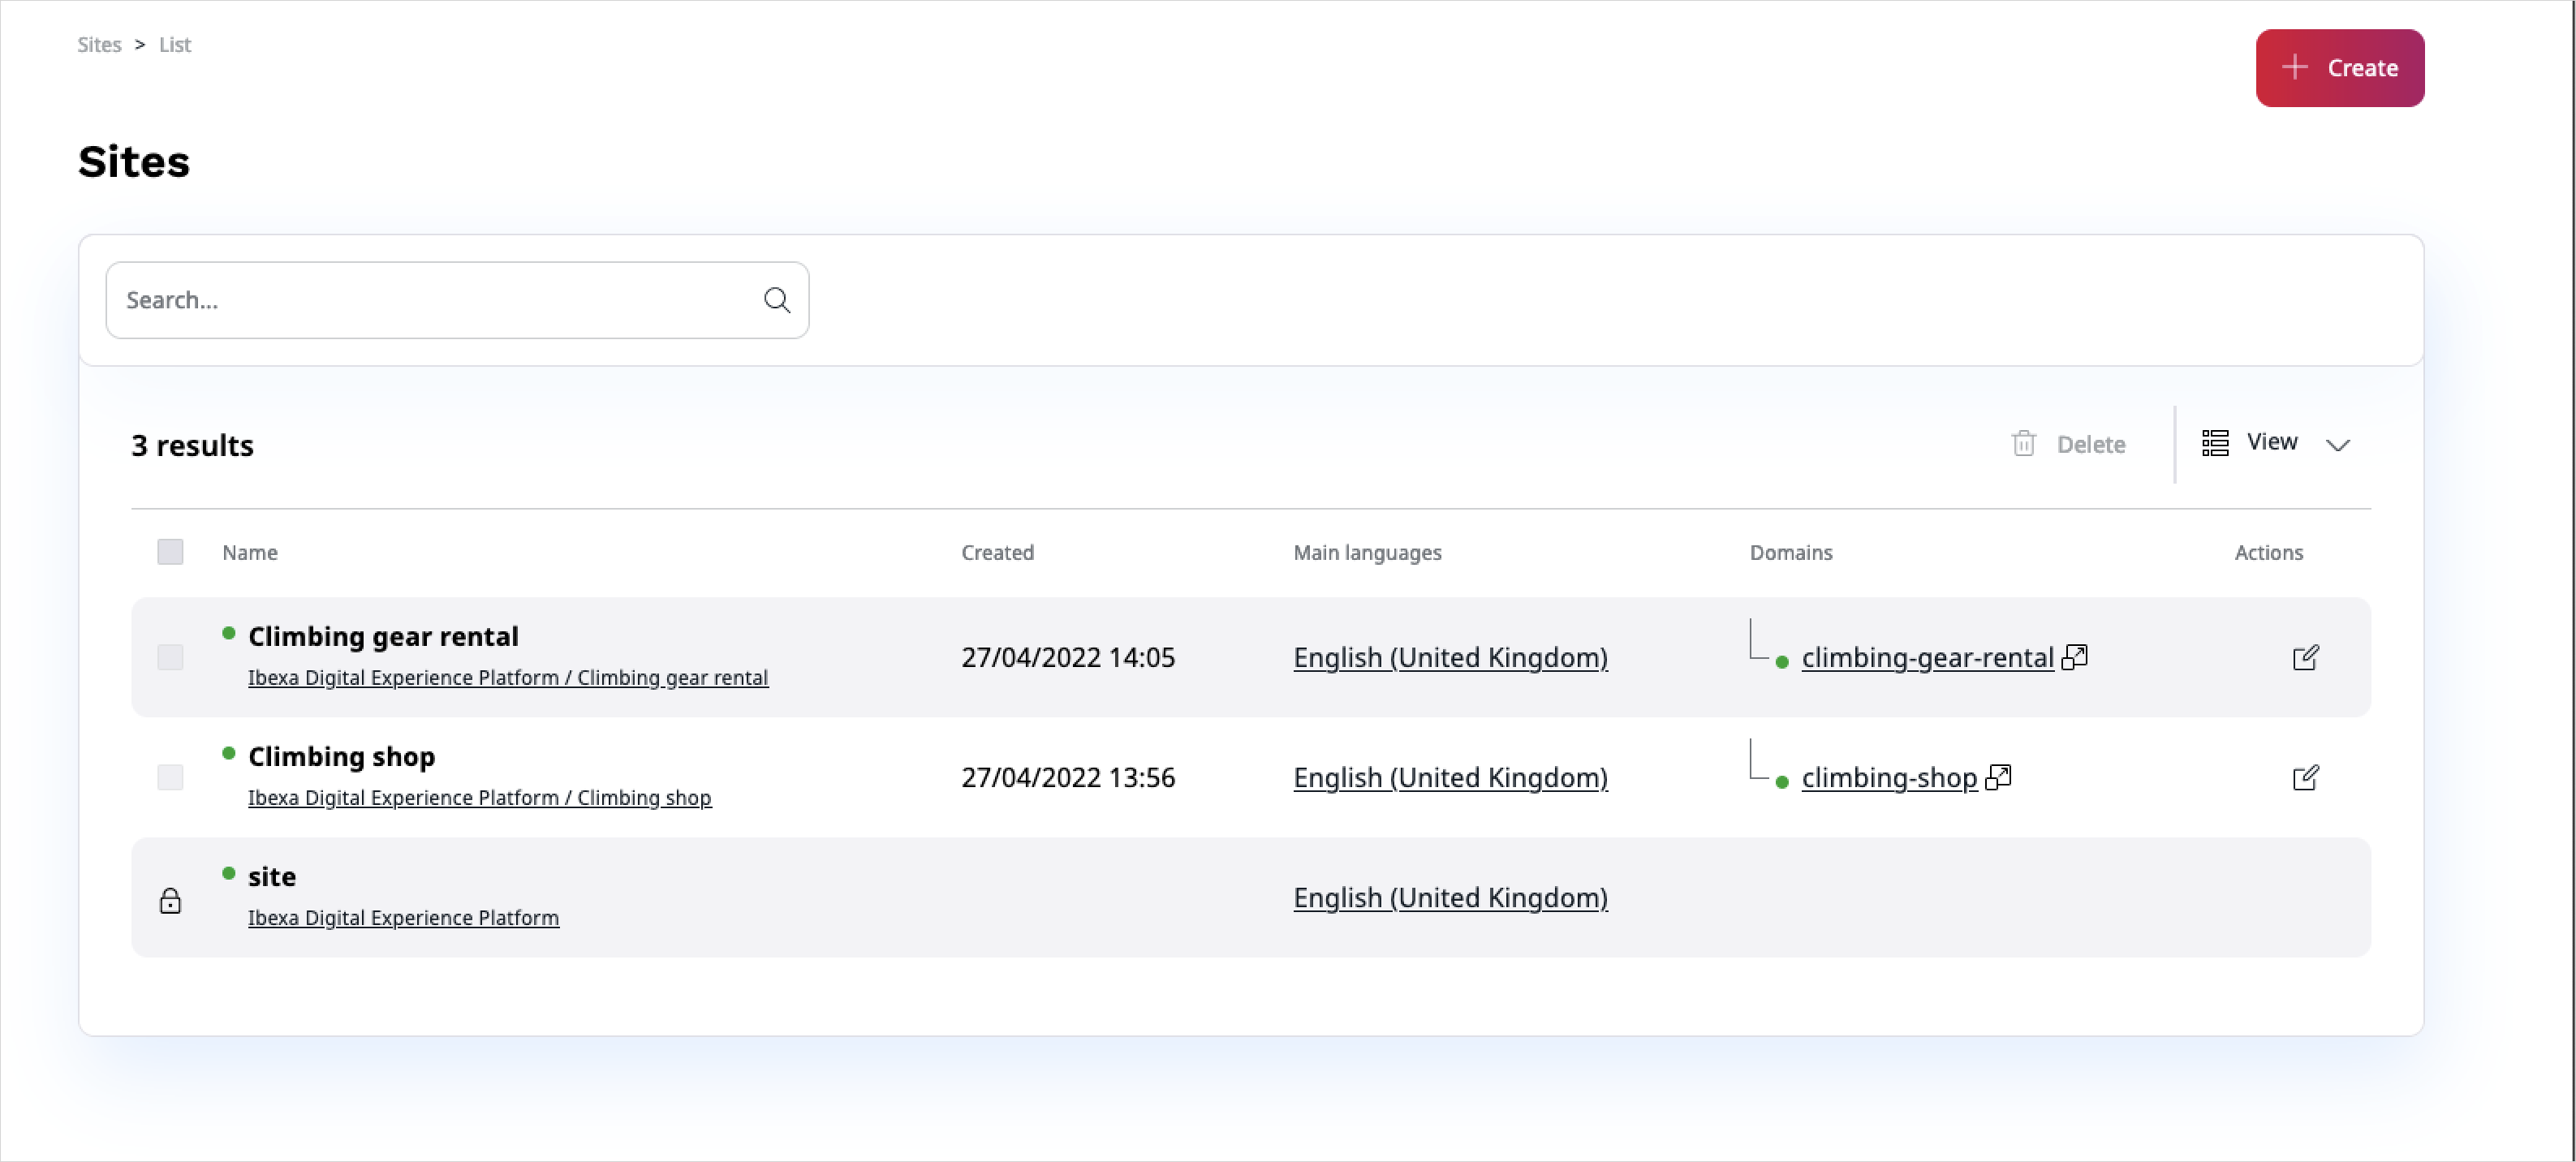 Sites > List
Create
Sites
Search...
3 results
Delete
View
Name Created Main languages Domains Actions
Climbing gear rental
Ibexa Digital Experience Platform / Climbing gear rental
27/04/2022 14:05 English (United Kingdom) climbing-gear-rental
Climbing shop
Ibexa Digital Experience Platform / Climbing shop
27/04/2022 13:56 English (United Kingdom) climbing-shop
site
Ibexa Digital Experience Platform
English (United Kingdom)